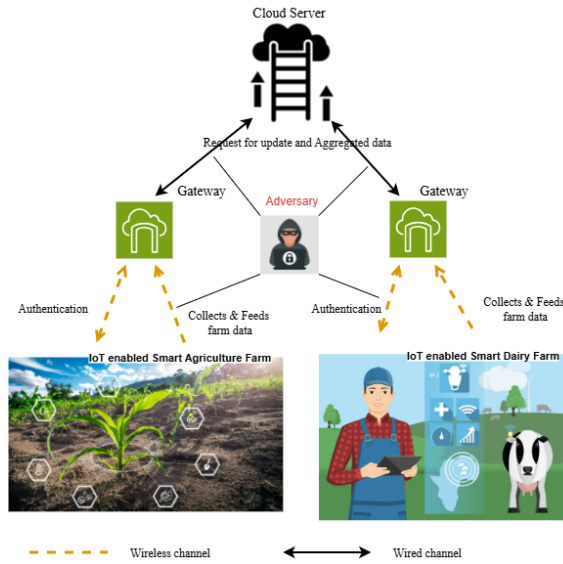 Cloud Server
Request for update and Aggregated data
Gateway
Gateway
Adversary
Authentication
Collects & Feeds
farm data
Authentication
Collects & Feeds
farm data
IoT enabled Smart Agriculture Farm
IoT enabled Smart Dairy Farm
Wireless channel
Wired channel